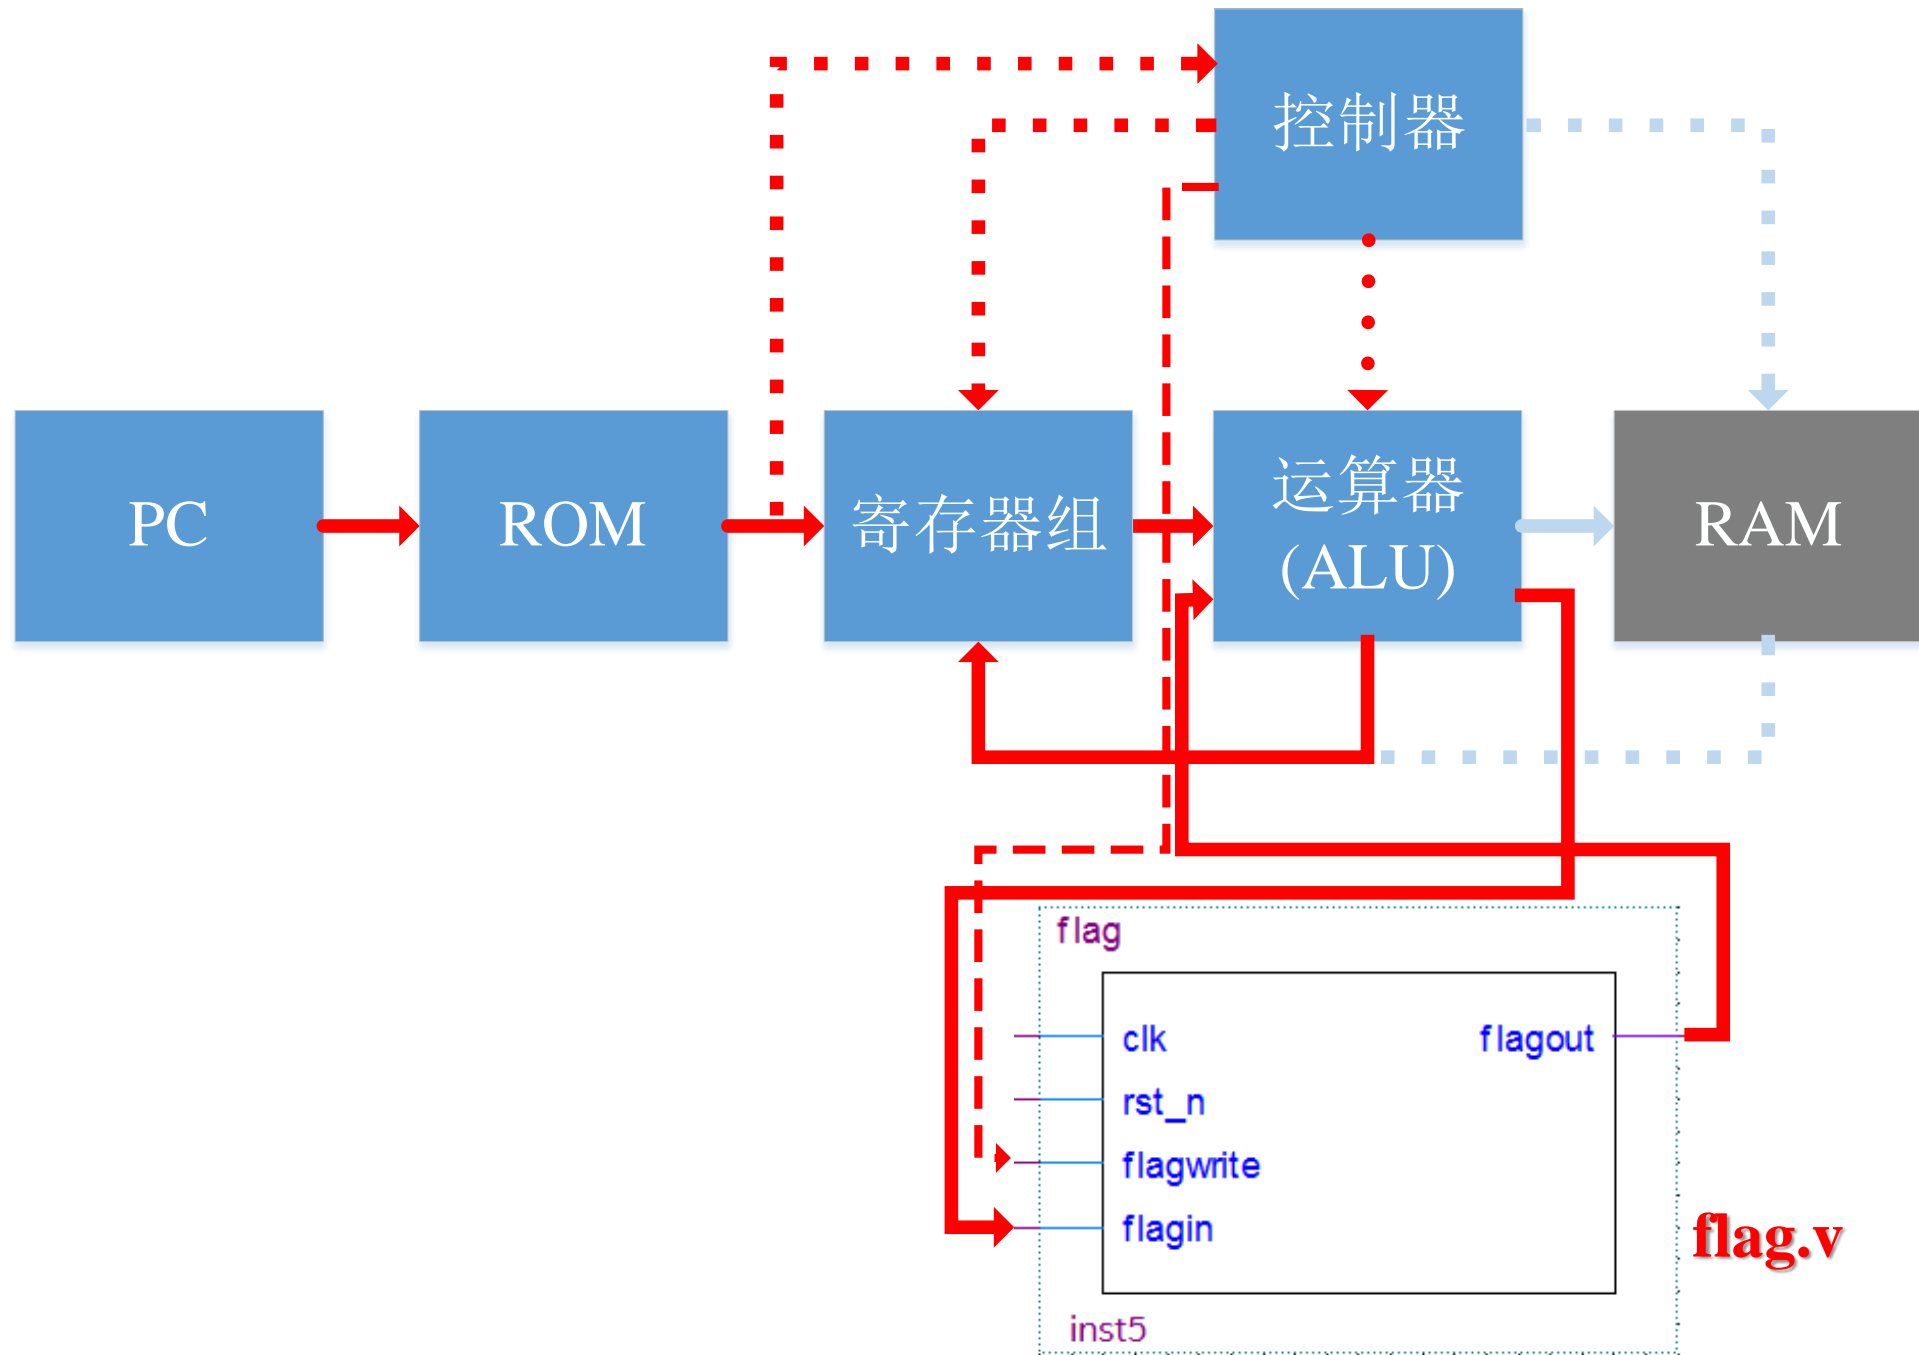 控制器
PC
ROM
寄存器组
运算器
(ALU)
RAM
flag
clk
flagout
rst_n
flagwrite
flagin
flag.v
inst5